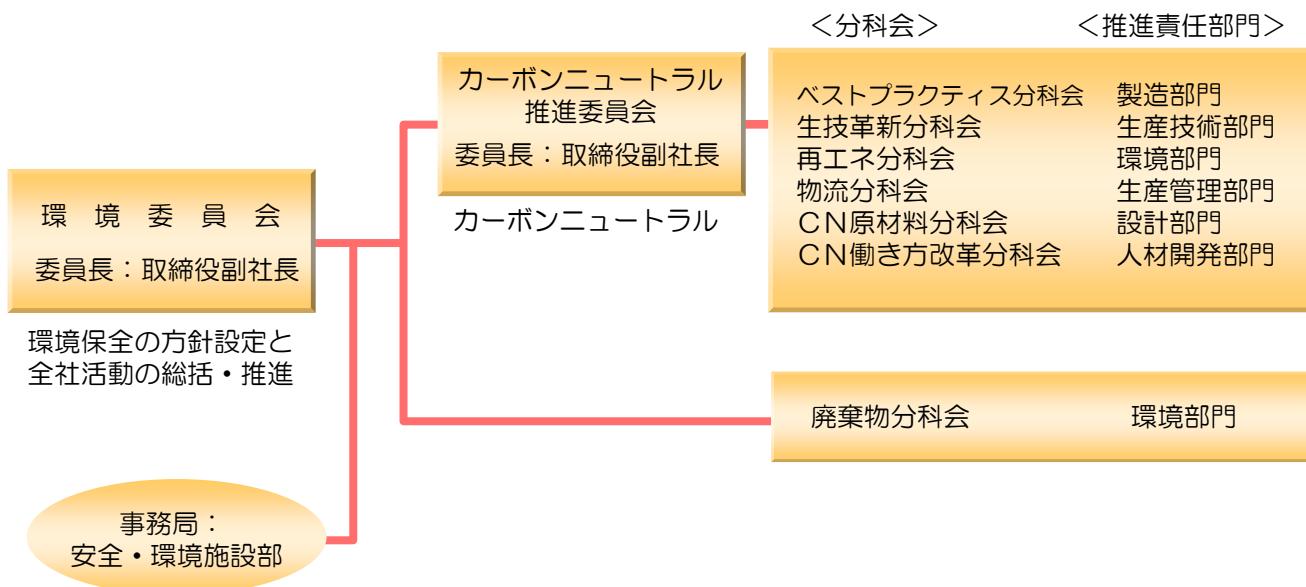 ＜分科会＞　＜推進責任部門＞
カーボンニュートラル
推進委員会
委員長：取締役副社長
カーボンニュートラル
ベストプラクティス分科会　製造部門
生技革新分科会　生産技術部門
再エネ分科会　環境部門
物流分科会　生産管理部門
ＣＮ原材料分科会　設計部門
ＣＮ働き方改革分科会　人材開発部門
環　境　委　員　会
委員長：取締役副社長
環境保全の方針設定と
全社活動の総括・推進
廃棄物分科会　環境部門
事務局：
安全・環境施設部